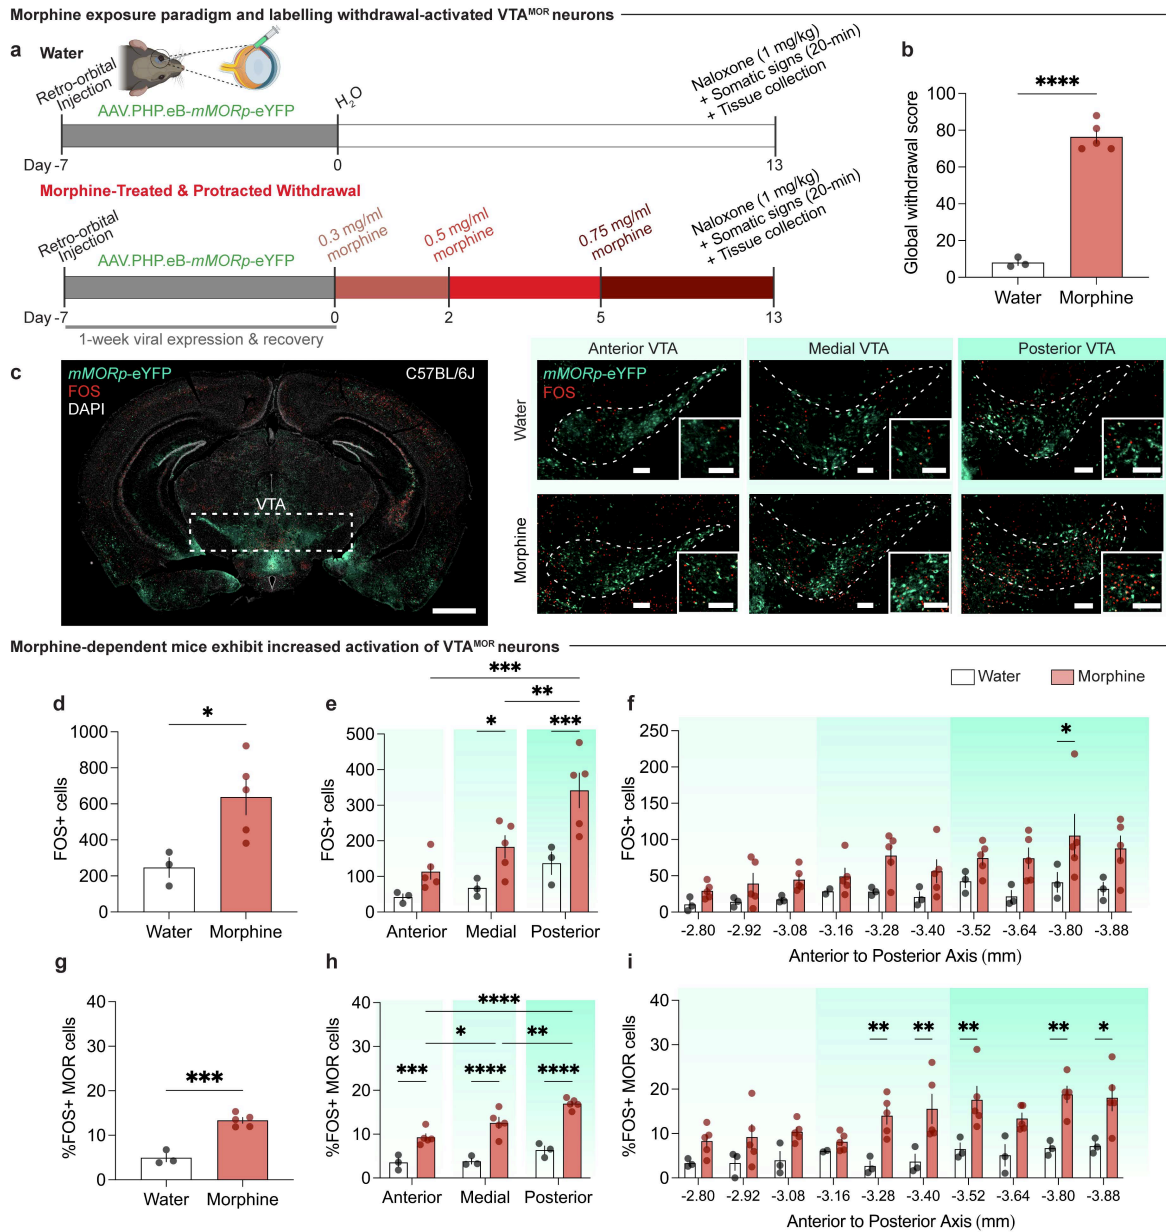 Morphine exposure paradigm and labelling withdrawal-activated VTAᴹᴼᴿ neurons
a
Water
Retro-orbital
Injection
AAV.PHP.eB-mMORp-eYFP
H₂O
Naloxone (1 mg/kg)
+ Somatic signs (20-min)
+ Tissue collection
Day -7
0
13
Morphine-Treated & Protracted Withdrawal
Retro-orbital
Injection
AAV.PHP.eB-mMORp-eYFP
0.3 mg/ml
morphine
0.5 mg/ml
morphine
0.75 mg/ml
morphine
Naloxone (1 mg/kg)
+ Somatic signs (20-min)
+ Tissue collection
Day -7
0
2
5
13
1-week viral expression & recovery
b
****
Global withdrawal score
100
80
60
40
20
0
Water
Morphine
c
mMORp-eYFP
FOS
DAPI
C57BL/6J
VTA
Anterior VTA
Medial VTA
Posterior VTA
mMORp-eYFP
FOS
Water
Morphine
Morphine-dependent mice exhibit increased activation of VTAᴹᴼᴿ neurons
Water
Morphine
d
*
FOS+ cells
1000
800
600
400
200
0
Water
Morphine
e
***
**
*
***
FOS+ cells
500
400
300
200
100
0
Anterior
Medial
Posterior
f
*
FOS+ cells
250
200
150
100
50
0
-2.80
-2.92
-3.08
-3.16
-3.28
-3.40
-3.52
-3.64
-3.80
-3.88
Anterior to Posterior Axis (mm)
g
***
%FOS+ MOR cells
40
30
20
10
0
Water
Morphine
h
****
*
**
***
****
****
%FOS+ MOR cells
40
30
20
10
0
Anterior
Medial
Posterior
i
**
**
**
**
*
%FOS+ MOR cells
40
30
20
10
0
-2.80
-2.92
-3.08
-3.16
-3.28
-3.40
-3.52
-3.64
-3.80
-3.88
Anterior to Posterior Axis (mm)